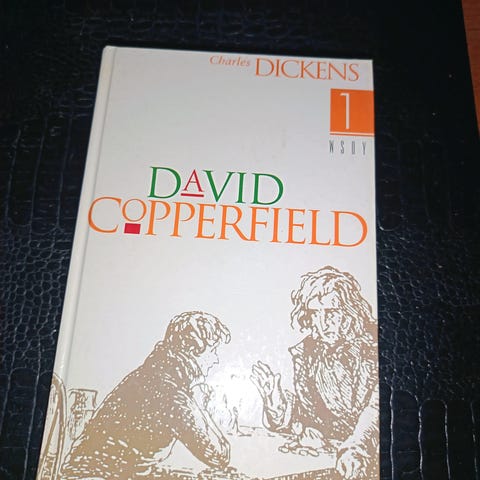 Charles DICKENS
1
WSOY
DAVID
COPPERFIELD